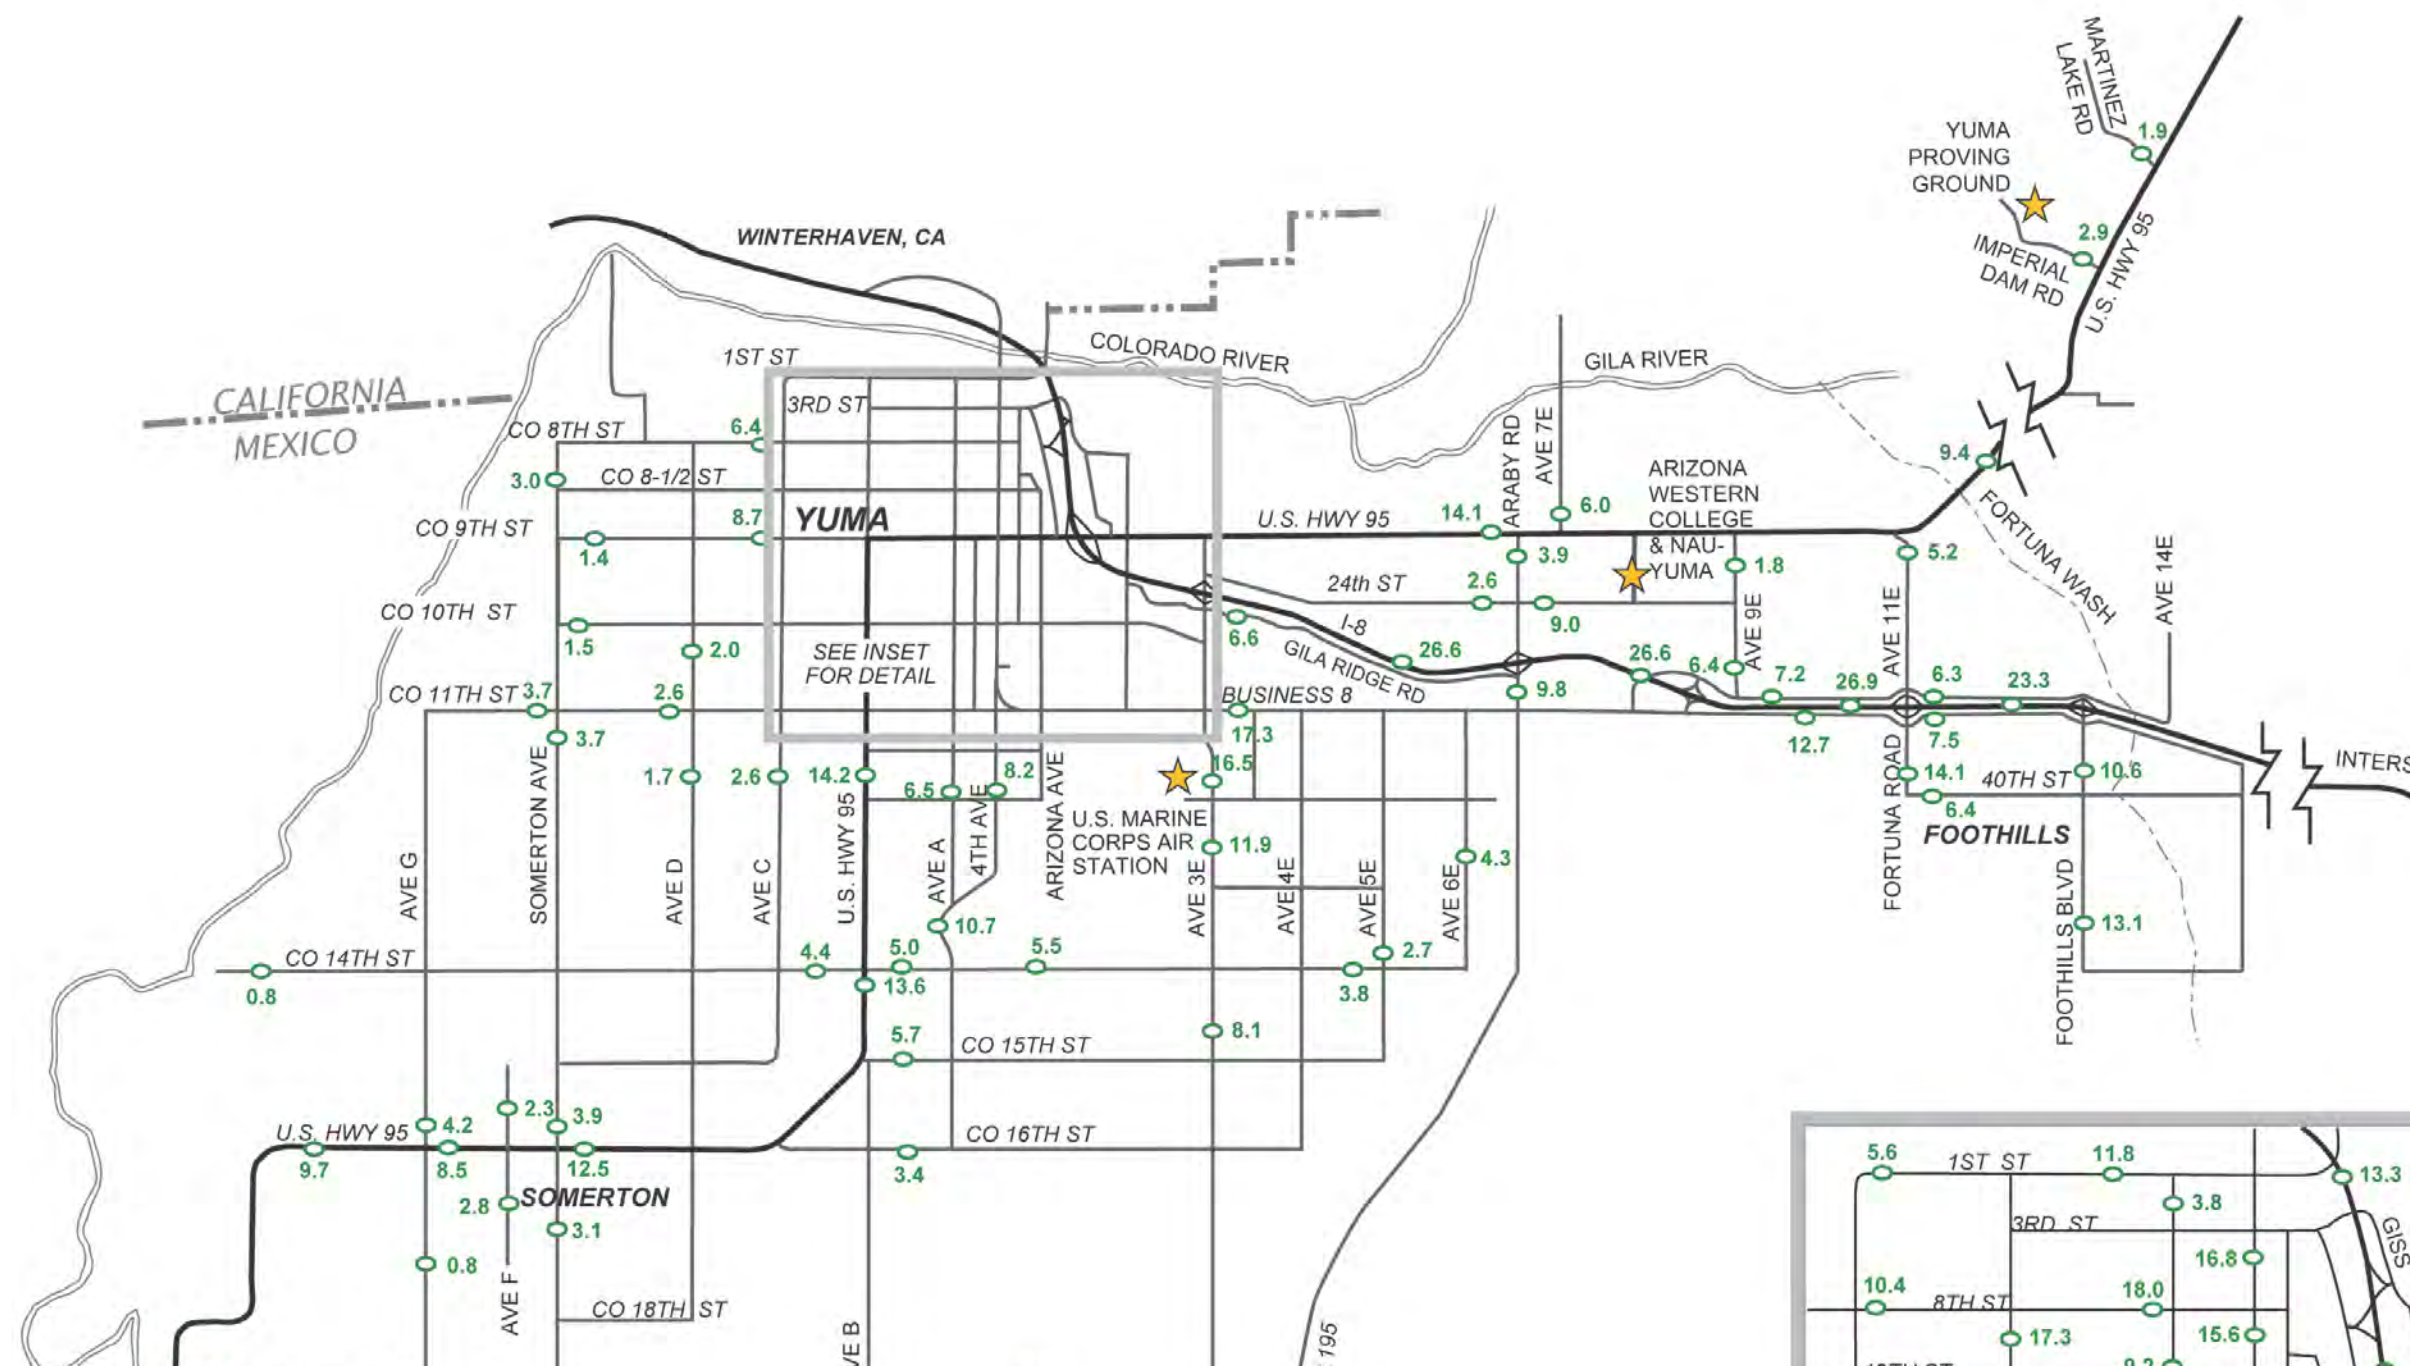 MARTINEZ
LAKE RD
1.9
YUMA
PROVING
GROUND
2.9
IMPERIAL
DAM RD
U.S. HWY 95
WINTERHAVEN, CA
COLORADO RIVER
GILA RIVER
CALIFORNIA
MEXICO
1ST ST
3RD ST
CO 8TH ST
6.4
3.0
CO 8-1/2 ST
CO 9TH ST
1.4
8.7
YUMA
U.S. HWY 95
14.1
ARABY RD
AVE 7E
6.0
3.9
ARIZONA
WESTERN
COLLEGE
& NAU-
YUMA
1.8
9.4
5.2
FORTUNA WASH
AVE 14E
24th ST
2.6
9.0
AVE 9E
AVE 11E
CO 10TH ST
1.5
2.0
SEE INSET
FOR DETAIL
6.6
I-8
GILA RIDGE RD
26.6
26.6
6.4
7.2
26.9
6.3
23.3
CO 11TH ST
3.7
2.6
BUSINESS 8
9.8
12.7
7.5
17.3
3.7
1.7
2.6
14.2
6.5
8.2
16.5
14.1
40TH ST
10.6
6.4
FOOTHILLS
INTERS
SOMERTON AVE
AVE G
AVE D
AVE C
U.S. HWY 95
AVE A
4TH AVE
ARIZONA AVE
U.S. MARINE
CORPS AIR
STATION
11.9
AVE 3E
AVE 4E
AVE 5E
AVE 6E
4.3
FORTUNA ROAD
FOOTHILLS BLVD
13.1
10.7
CO 14TH ST
0.8
4.4
5.0
5.5
2.7
3.8
13.6
5.7
CO 15TH ST
8.1
U.S. HWY 95
9.7
4.2
8.5
2.3
3.9
12.5
CO 16TH ST
3.4
2.8
SOMERTON
3.1
0.8
AVE F
CO 18TH ST
VE B
195
5.6
1ST ST
11.8
13.3
3.8
3RD ST
GISS
16.8
10.4
8TH ST
18.0
17.3
15.6